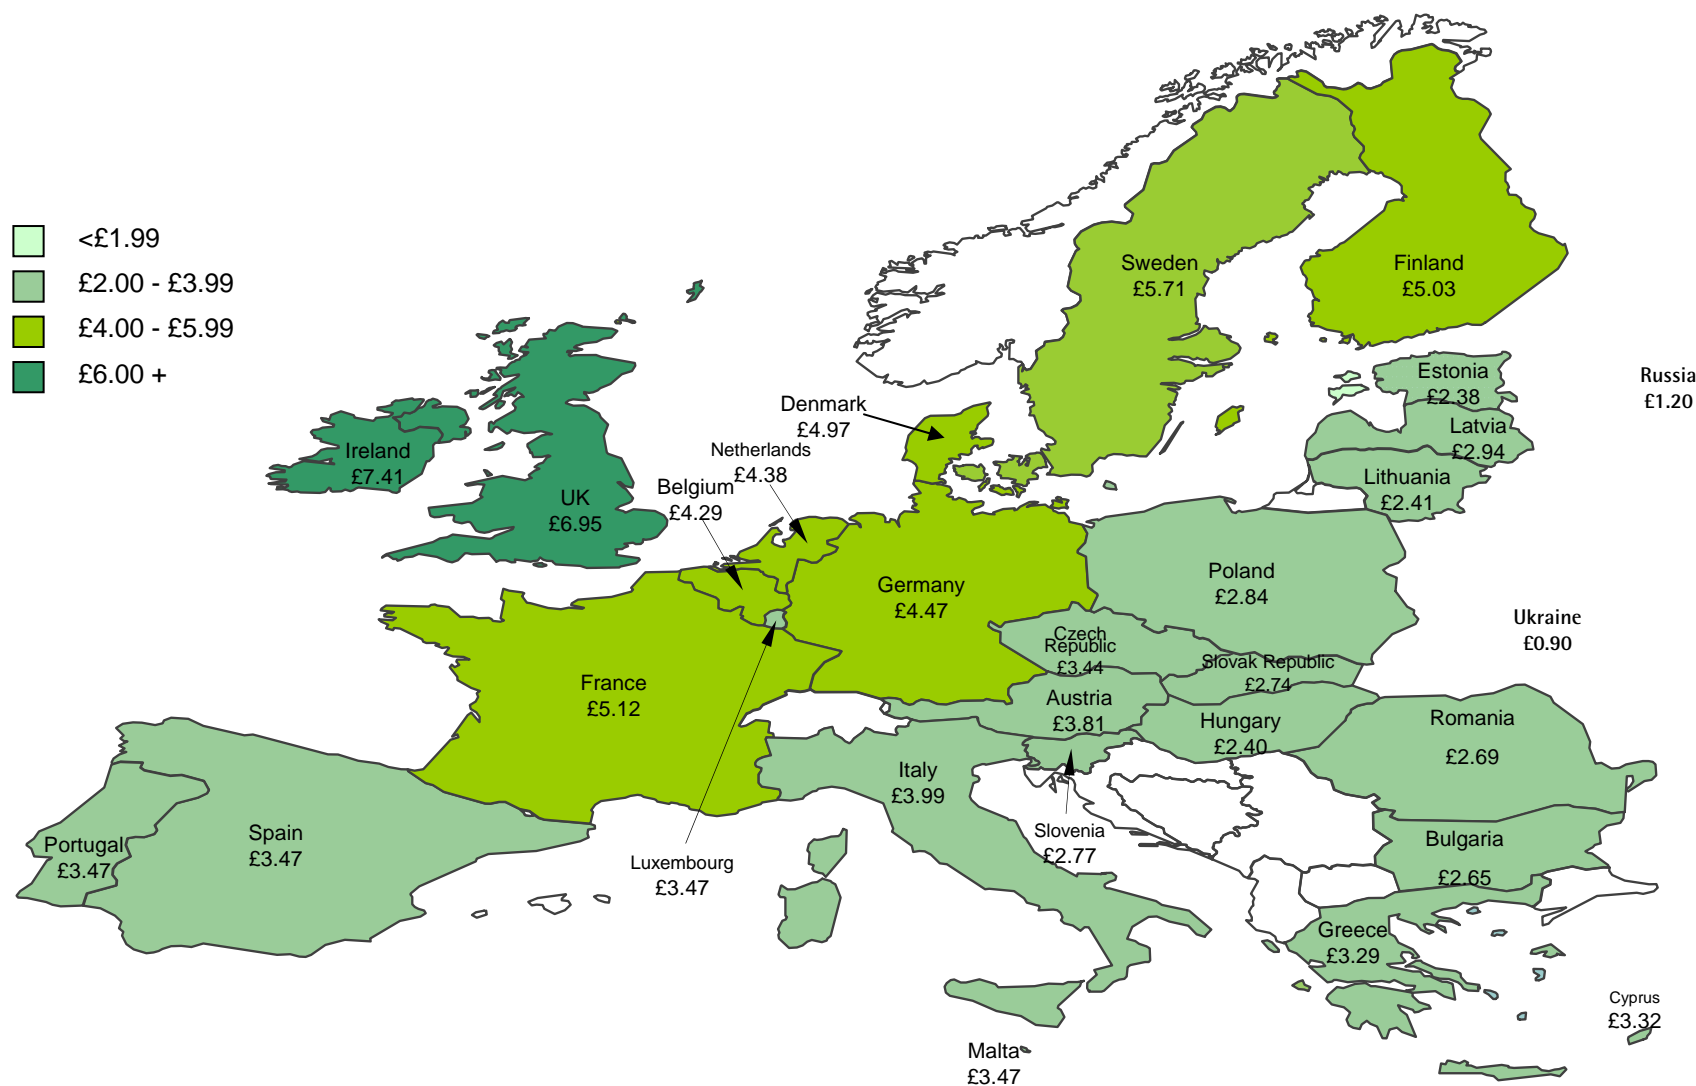 <£1.99
£2.00 - £3.99
£4.00 - £5.99
£6.00 +
Sweden
£5.71
Finland
£5.03
Estonia
£2.38
Russia
£1.20
Latvia
£2.94
Lithuania
£2.41
Denmark
£4.97
Netherlands
£4.38
Belgium
£4.29
Ireland
£7.41
UK
£6.95
Germany
£4.47
Poland
£2.84
Ukraine
£0.90
Czech
Republic
£3.44
Slovak Republic
£2.74
France
£5.12
Austria
£3.81
Hungary
£2.40
Romania
£2.69
Italy
£3.99
Slovenia
£2.77
Bulgaria
£2.65
Portugal
£3.47
Spain
£3.47
Luxembourg
£3.47
Greece
£3.29
Cyprus
£3.32
Malta
£3.47